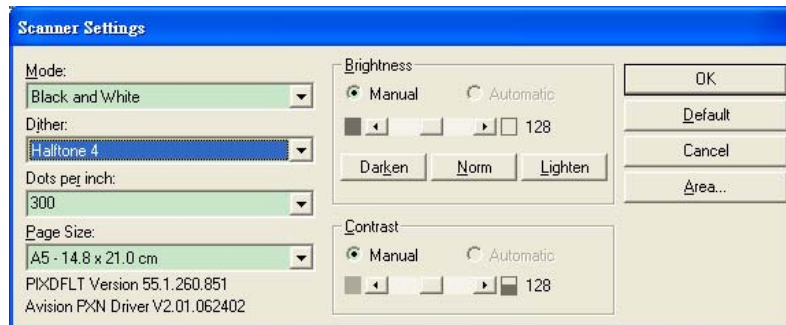 Scanner Settings
Mode:
Black and White
Dither:
Halftone 4
Dots per inch:
300
Page Size:
A5 - 14.8 x 21.0 cm
PIXDFLT Version 55.1.260.851
Avision PXN Driver V2.01.062402
Brightness
Manual Automatic
128
Darken Norm Lighten
Contrast
Manual Automatic
128
OK
Default
Cancel
Area...